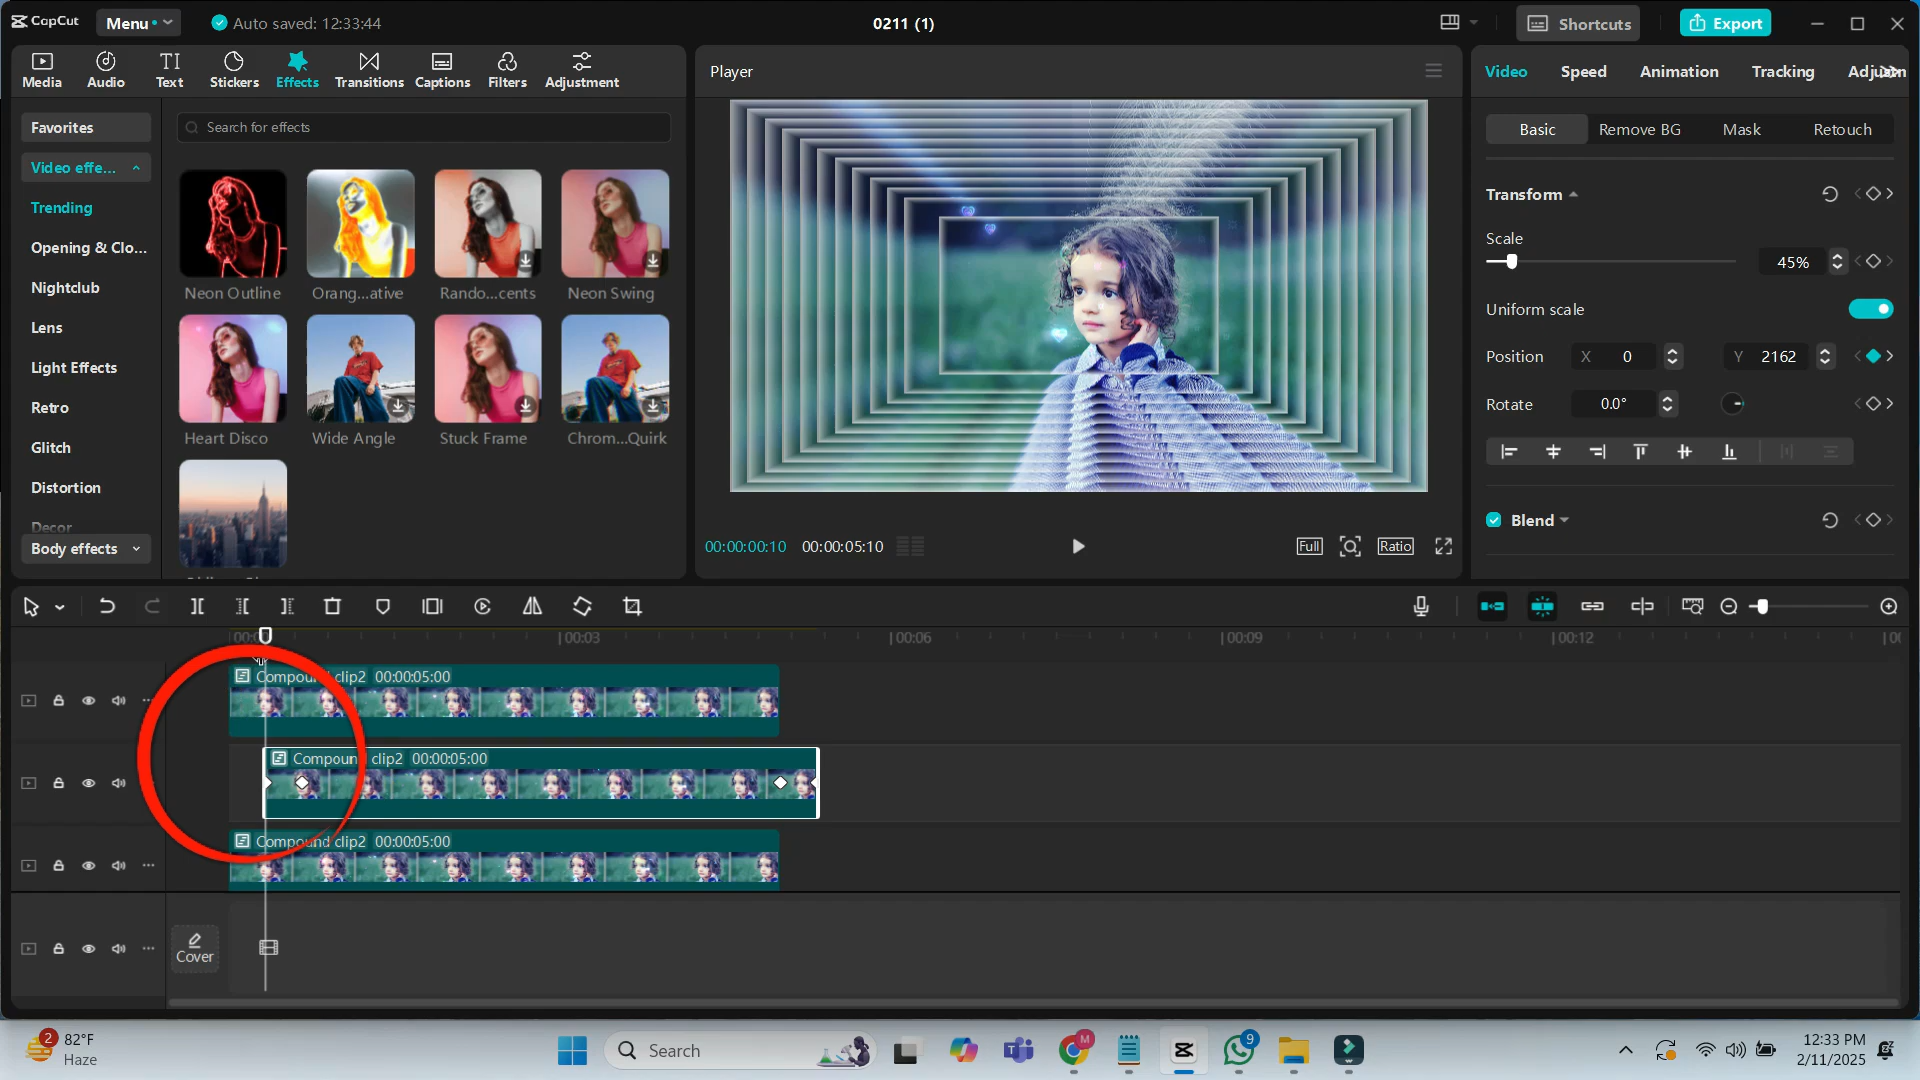 CapCut
Menu
Auto saved: 12:33:44
0211 (1)
Shortcuts
Export
Media
Audio
Text
Stickers
Effects
Transitions
Captions
Filters
Adjustment
Player
Video
Speed
Animation
Tracking
Favorites
Search for effects
Basic
Remove BG
Mask
Retouch
Video effe...
Trending
Opening & Clo...
Nightclub
Lens
Light Effects
Retro
Glitch
Distortion
Decor
Body effects
Neon Outline
Orang...ative
Rando...cents
Neon Swing
Heart Disco
Wide Angle
Stuck Frame
Chrom...Quirk
Transform
Scale
45%
Uniform scale
Position
X 0
Y 2162
Rotate
0.0°
Blend
00:00:00:10 00:00:05:10
Full
Ratio
00:03
00:06
00:09
00:12
Compound clip2 00:00:05:00
Compound clip2 00:00:05:00
Compound clip2 00:00:05:00
Cover
2
82°F
Haze
Search
M
9
12:33 PM
2/11/2025